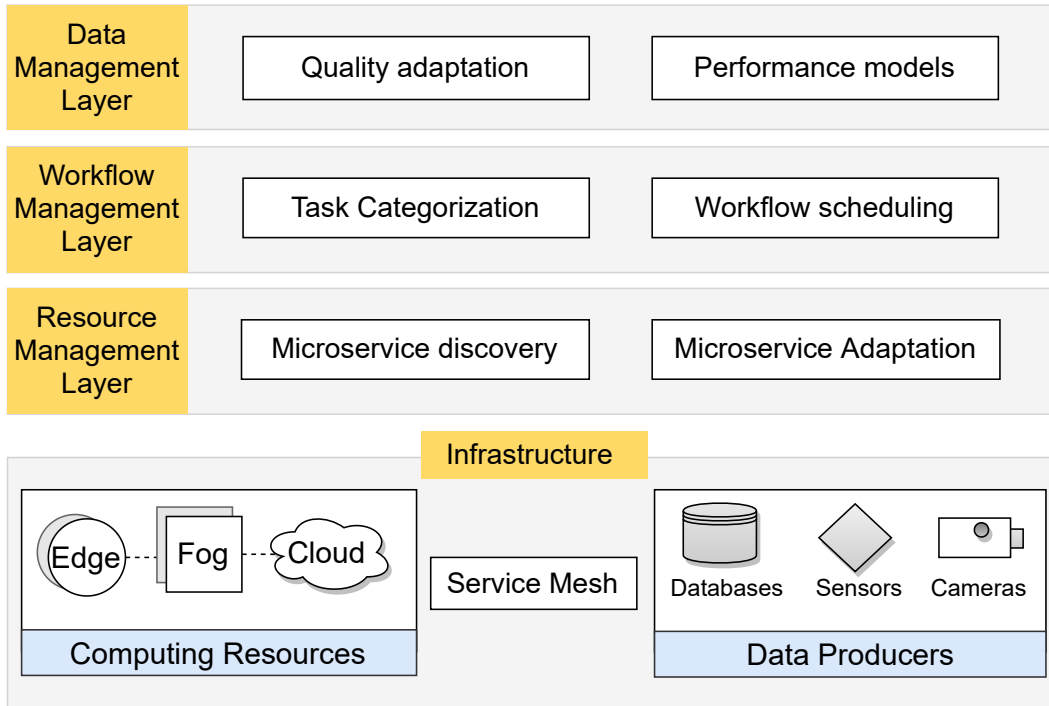 Data
Management
Layer
Quality adaptation
Performance models
Workflow
Management
Layer
Task Categorization
Workflow scheduling
Resource
Management
Layer
Microservice discovery
Microservice Adaptation
Infrastructure
Edge
Fog
Cloud
Computing Resources
Service Mesh
Databases
Sensors
Cameras
Data Producers